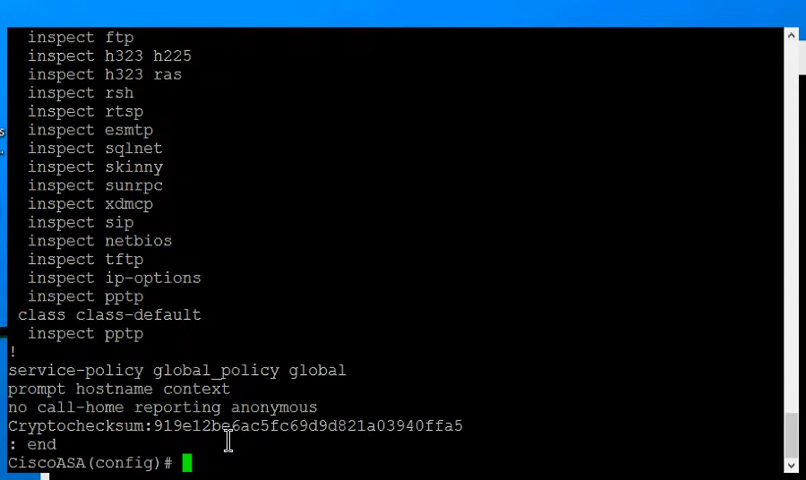 inspect ftp
inspect h323 h225
inspect h323 ras
inspect rsh
inspect rtsp
inspect esmtp
inspect sqlnet
inspect skinny
inspect sunrpc
inspect xdmcp
inspect sip
inspect netbios
inspect tftp
inspect ip-options
inspect pptp
class class-default
inspect pptp
!
service-policy global_policy global
prompt hostname context
no call-home reporting anonymous
Cryptochecksum:919e12be6ac5fc69d9d821a03940ffa5
: end
CiscoASA(config)#